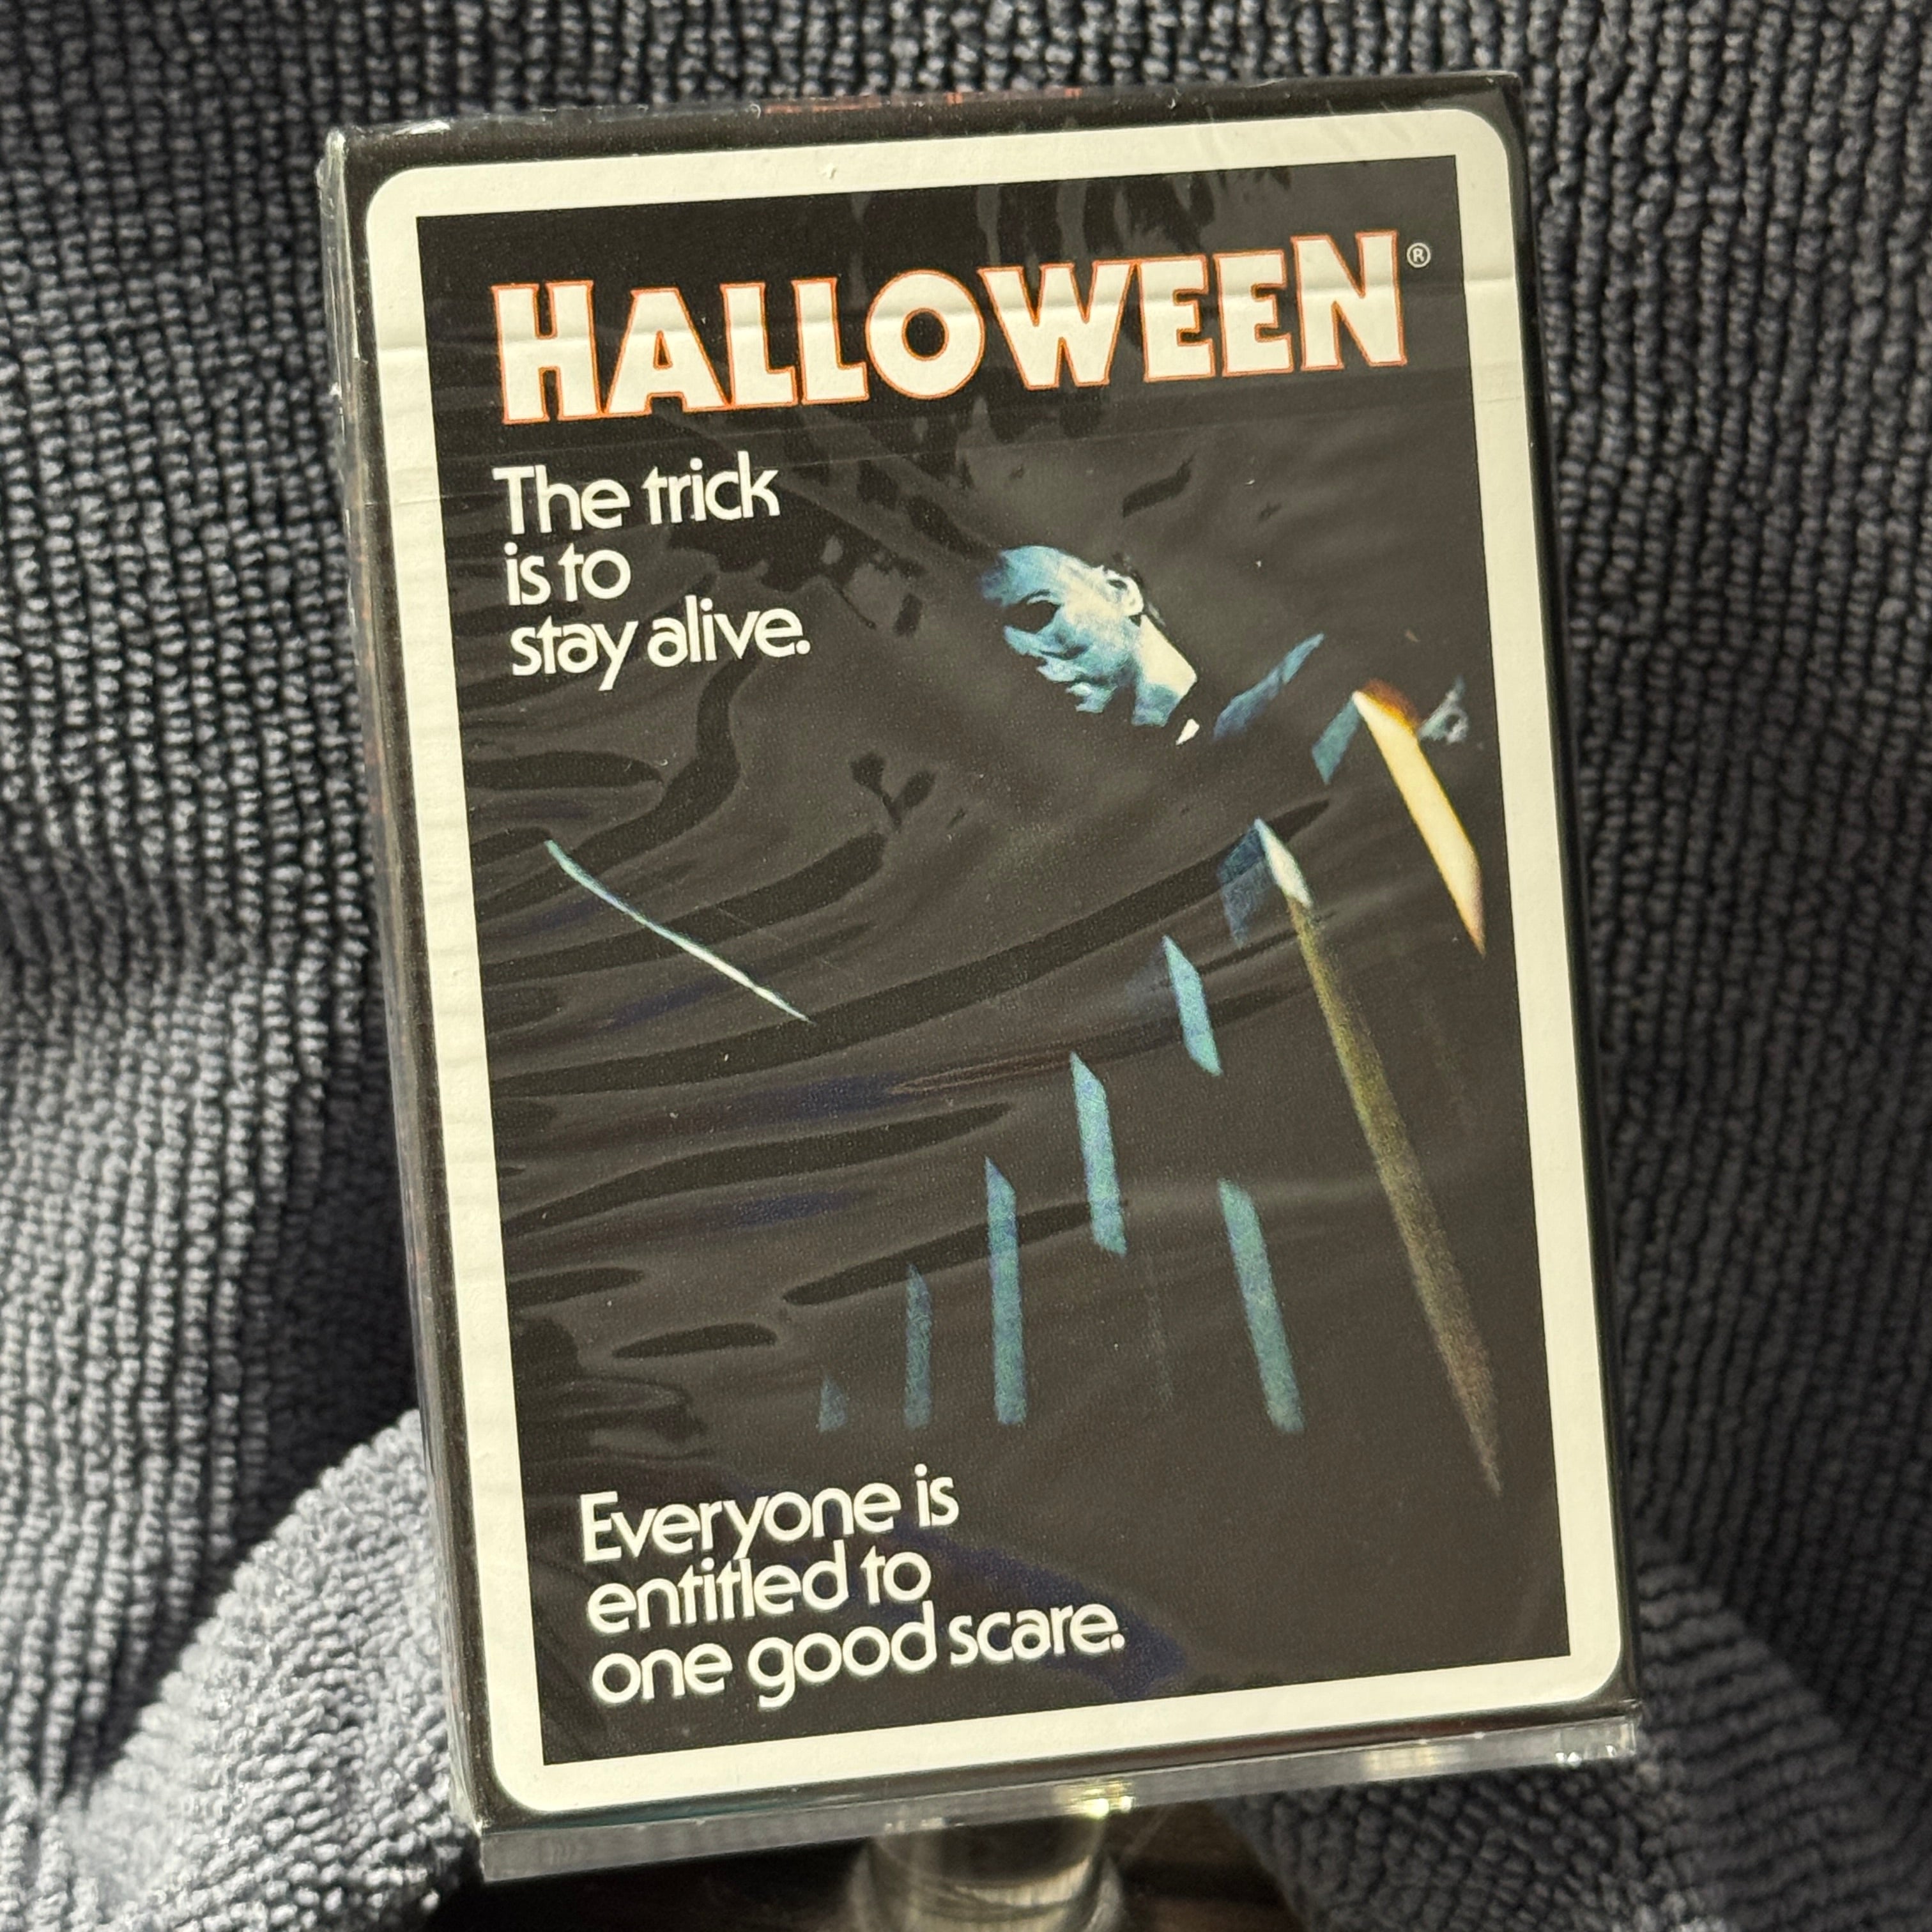 HALLOWEEN®
The trick
is to
stay alive.
Everyone is
entitled to
one good scare.